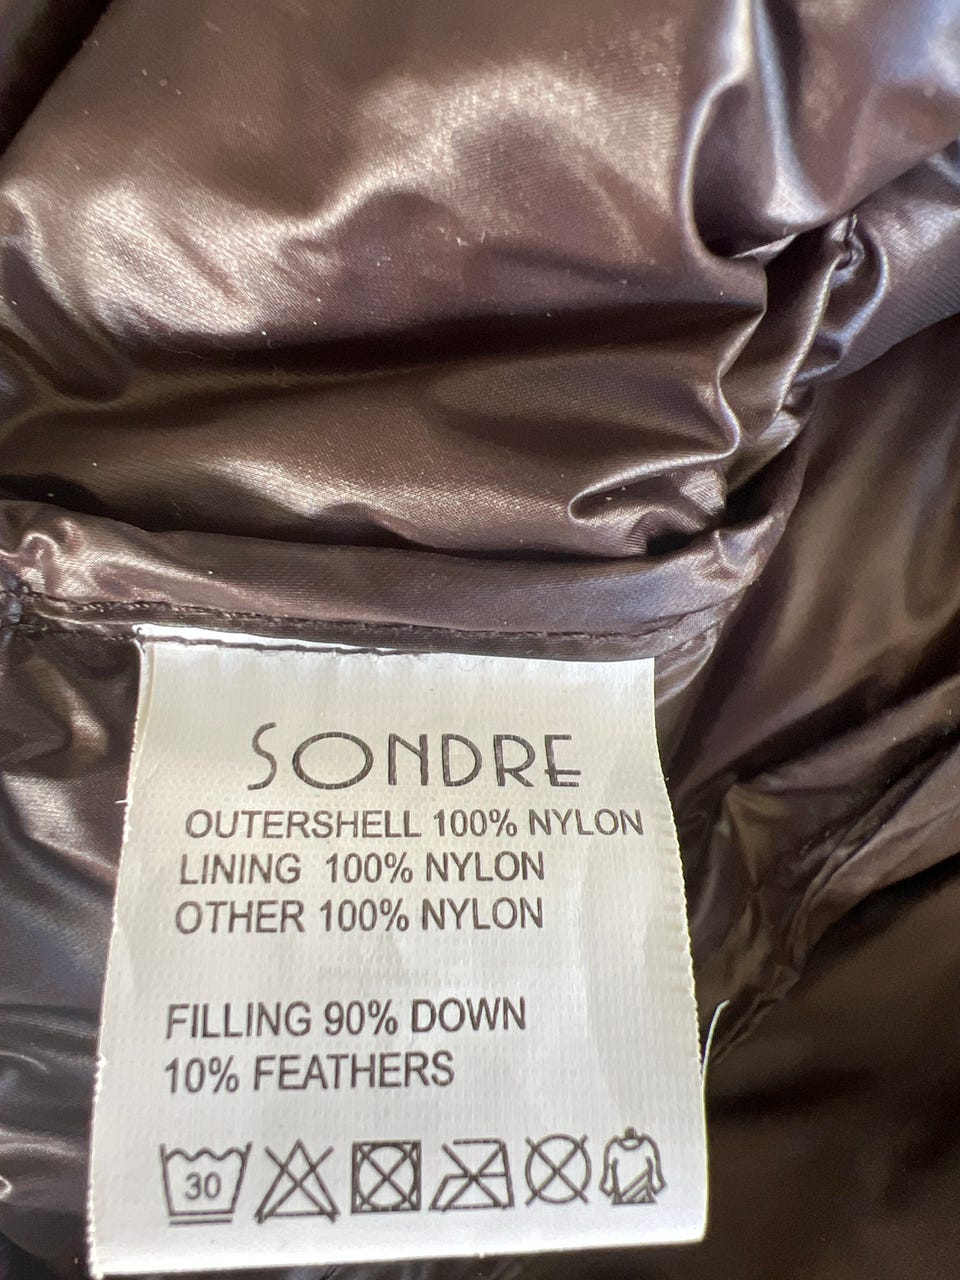 SONDRE
OUTERSHELL 100% NYLON
LINING 100% NYLON
OTHER 100% NYLON
FILLING 90% DOWN
10% FEATHERS
30